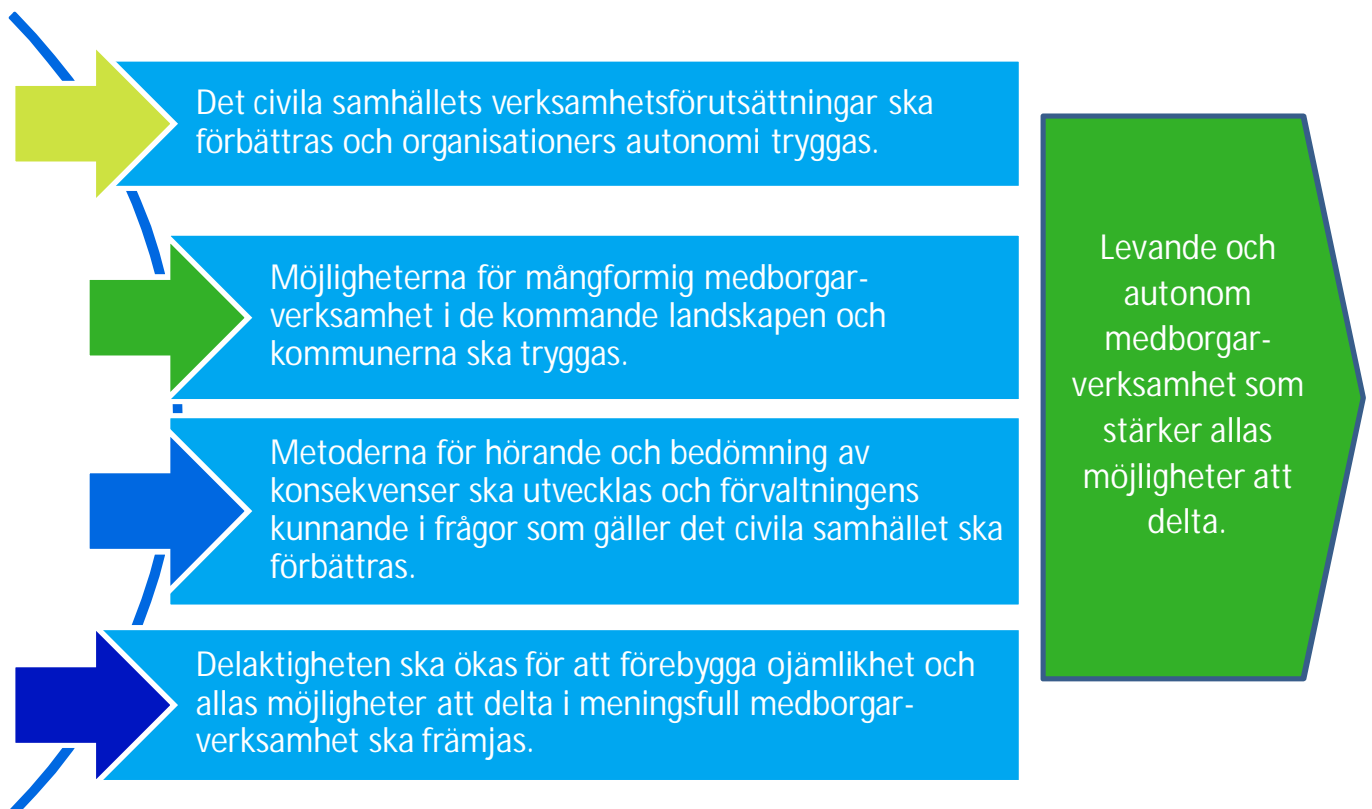 Det civila samhällets verksamhetsförutsättningar ska
förbättras och organisationers autonomi tryggas.
Möjligheterna för mångformig medborgar-
verksamhet i de kommande landskapen och
kommunerna ska tryggas.
Metoderna för hörande och bedömning av
konsekvenser ska utvecklas och förvaltningens
kunnande i frågor som gäller det civila samhället ska
förbättras.
Delaktigheten ska ökas för att förebygga ojämlikhet och
allas möjligheter att delta i meningsfull medborgar-
verksamhet ska främjas.
Levande och
autonom
medborgar-
verksamhet som
stärker allas
möjligheter att
delta.